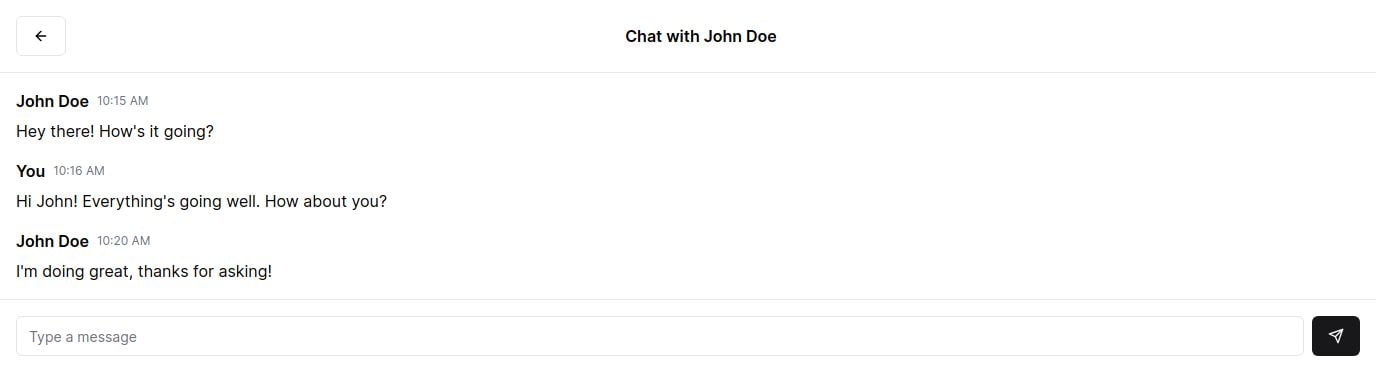 Chat with John Doe
John Doe 10:15 AM
Hey there! How's it going?
You 10:16 AM
Hi John! Everything's going well. How about you?
John Doe 10:20 AM
I'm doing great, thanks for asking!
Type a message